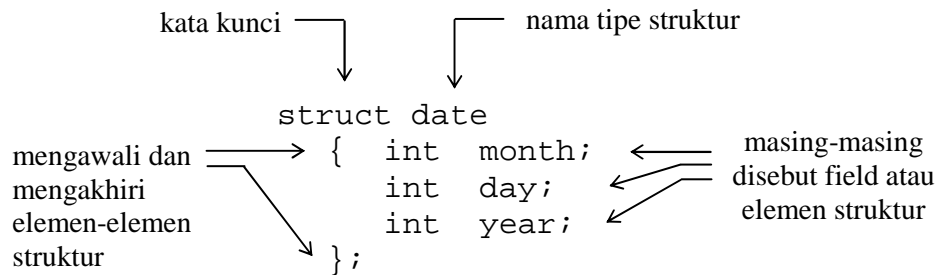 kata kunci
nama tipe struktur
struct date
{ int month;
int day;
int year;
};
mengawali dan
mengakhiri
elemen-elemen
struktur
masing-masing
disebut field atau
elemen struktur